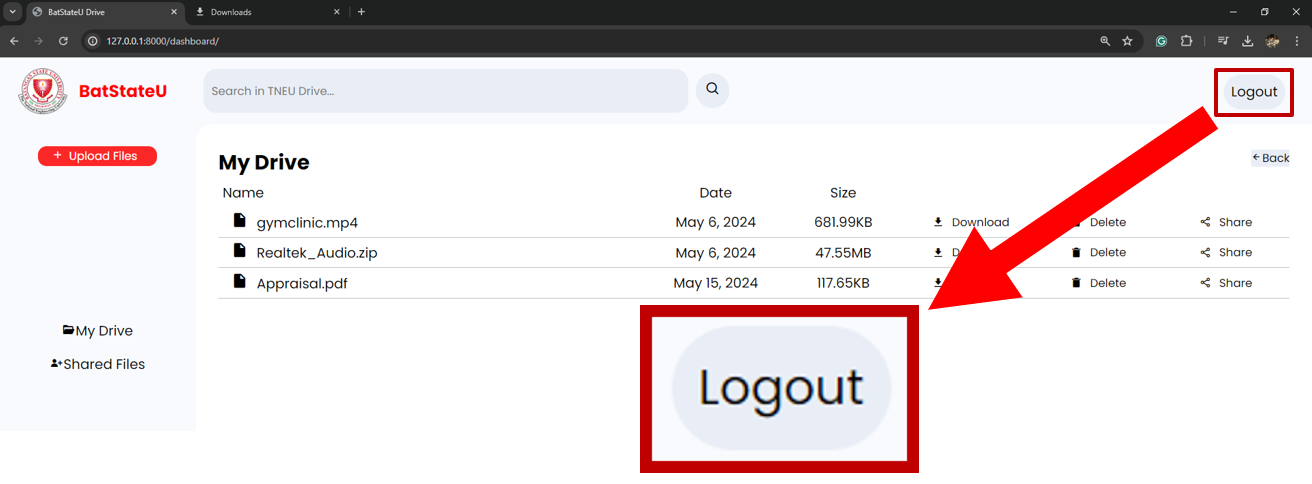 BatStateU Drive
Downloads
127.0.0.1:8000/dashboard/
BatStateU
Search in TNEU Drive...
Logout
+ Upload Files
My Drive
Back
Name Date Size
gymclinic.mp4 May 6, 2024 681.99KB Download Delete Share
Realtek_Audio.zip May 6, 2024 47.55MB Delete Share
Appraisal.pdf May 15, 2024 117.65KB Delete Share
My Drive
Shared Files
Logout